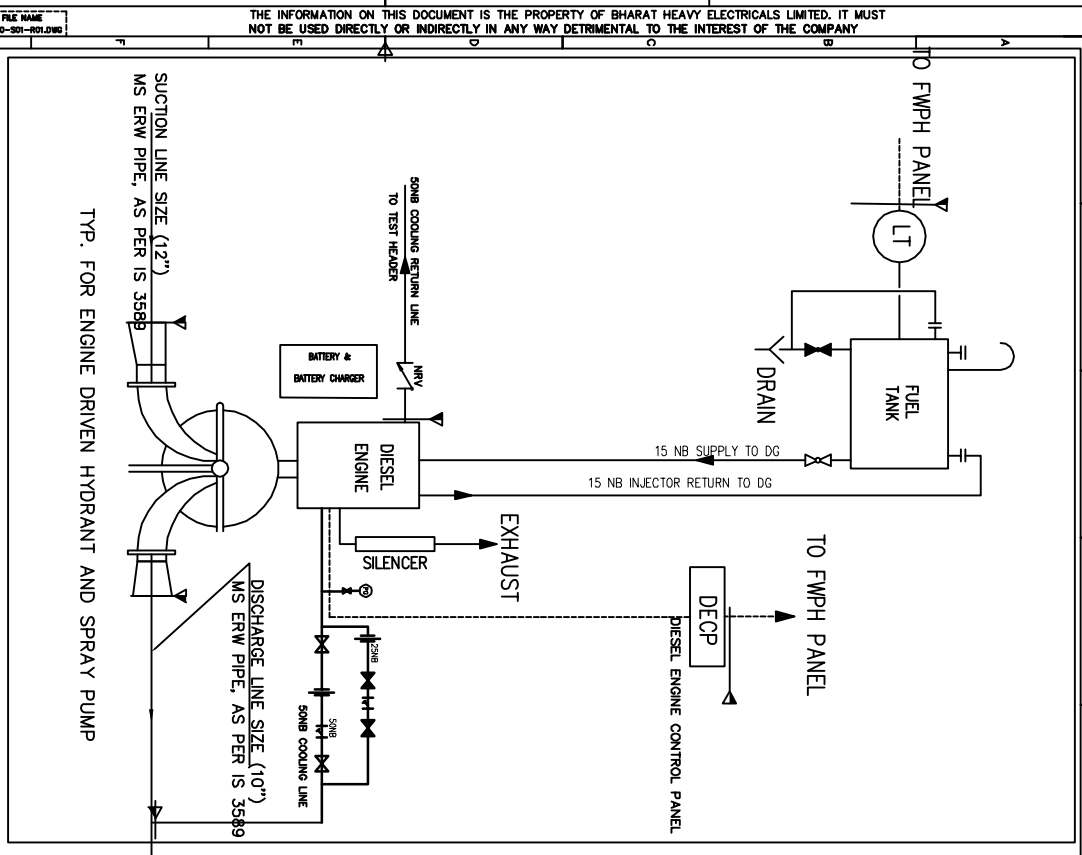 FILE NAME
0-S01-R01.DWG
THE INFORMATION ON THIS DOCUMENT IS THE PROPERTY OF BHARAT HEAVY ELECTRICALS LIMITED. IT MUST
NOT BE USED DIRECTLY OR INDIRECTLY IN ANY WAY DETRIMENTAL TO THE INTEREST OF THE COMPANY
F
E
D
C
B
A
TO FWPH PANEL
LT
FUEL
TANK
DRAIN
15 NB SUPPLY TO DG
15 NB INJECTOR RETURN TO DG
50NB COOLING RETURN LINE
TO TEST HEADER
NRV
BATTERY &
BATTERY CHARGER
DIESEL
ENGINE
SUCTION LINE SIZE (12")
MS ERW PIPE, AS PER IS 3589
TYP. FOR ENGINE DRIVEN HYDRANT AND SPRAY PUMP
EXHAUST
SILENCER
PG
TO FWPH PANEL
DECP
DIESEL ENGINE CONTROL PANEL
25NB
50NB
50NB COOLING LINE
DISCHARGE LINE SIZE (10")
MS ERW PIPE, AS PER IS 3589